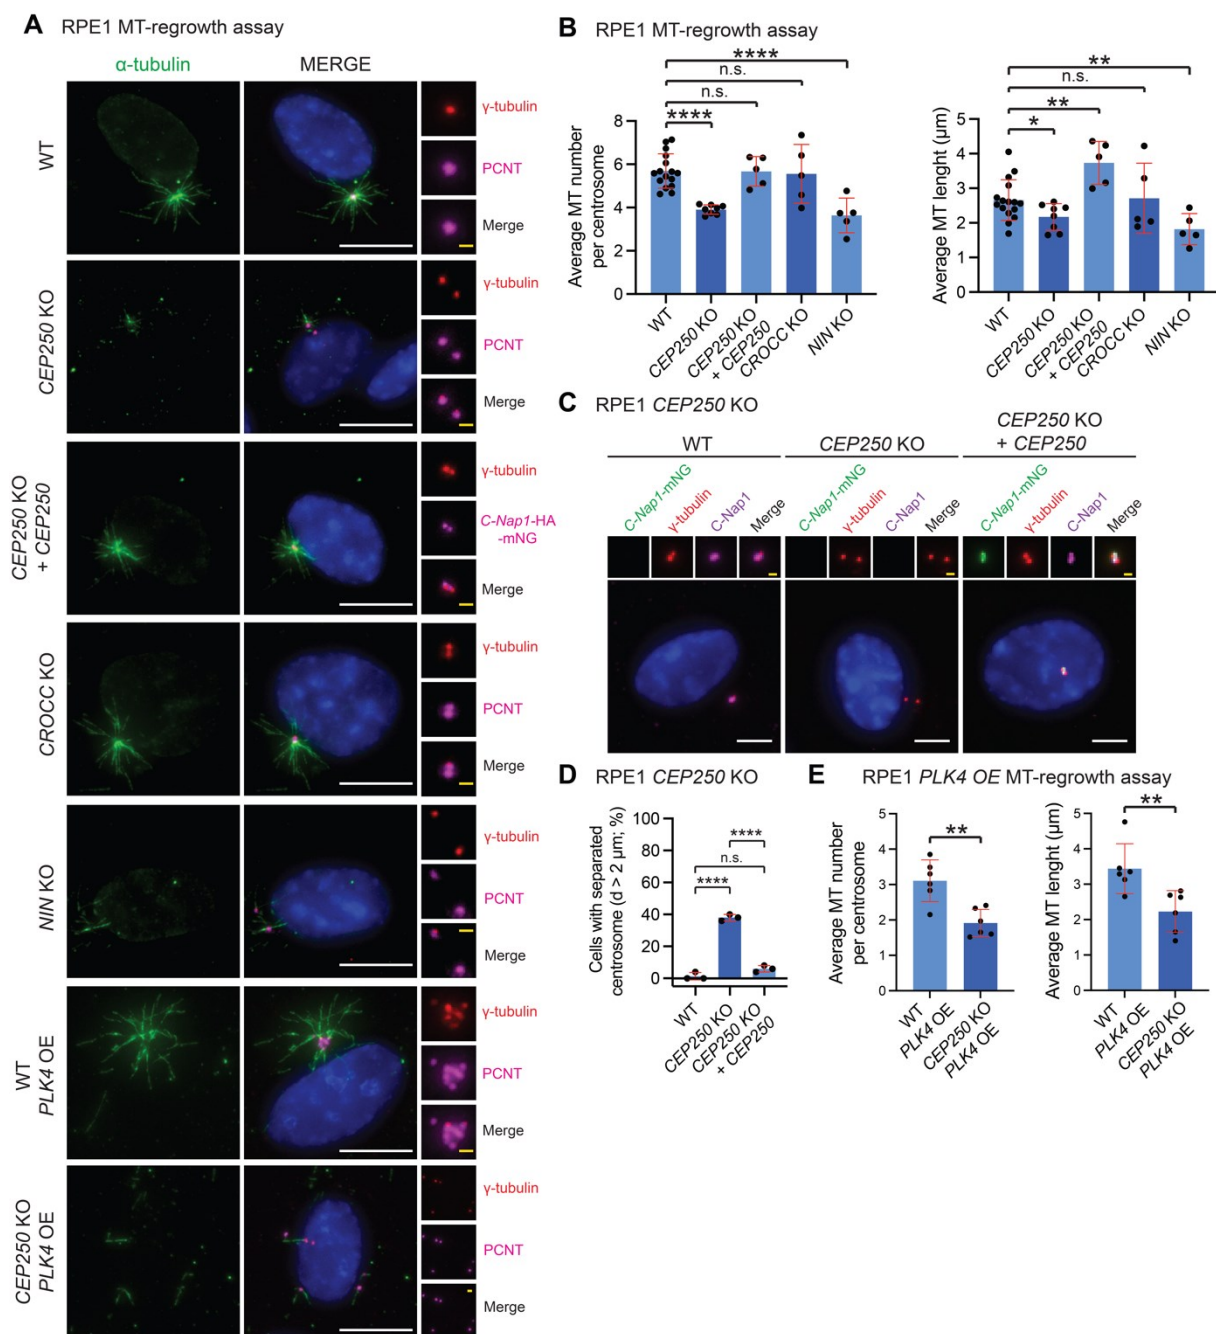 A RPE1 MT-regrowth assay
α-tubulin MERGE
WT
γ-tubulin
PCNT
Merge
CEP250 KO
γ-tubulin
PCNT
Merge
CEP250 KO
+ CEP250
γ-tubulin
C-Nap1-HA
-mNG
Merge
CROCC KO
γ-tubulin
PCNT
Merge
NIN KO
γ-tubulin
PCNT
Merge
WT
PLK4 OE
γ-tubulin
PCNT
Merge
CEP250 KO
PLK4 OE
γ-tubulin
PCNT
Merge
B RPE1 MT-regrowth assay
Average MT number
per centrosome
8
6
4
2
0
****
n.s.
n.s.
****
WT
CEP250 KO
CEP250 KO
+ CEP250
CROCC KO
NIN KO
Average MT lenght (μm)
5
4
3
2
1
0
**
n.s.
**
*
WT
CEP250 KO
CEP250 KO
+ CEP250
CROCC KO
NIN KO
C RPE1 CEP250 KO
WT
CEP250 KO
CEP250 KO
+ CEP250
C-Nap1-mNG
γ-tubulin
C-Nap1
Merge
C-Nap1-mNG
γ-tubulin
C-Nap1
Merge
C-Nap1-mNG
γ-tubulin
C-Nap1
Merge
D RPE1 CEP250 KO
Cells with separated
centrosome (d > 2 μm; %)
100
80
60
40
20
0
****
n.s.
****
WT
CEP250 KO
CEP250 KO
+ CEP250
E RPE1 PLK4 OE MT-regrowth assay
Average MT number
per centrosome
5
4
3
2
1
0
**
WT
PLK4 OE
CEP250 KO
PLK4 OE
Average MT lenght (μm)
5
4
3
2
1
0
**
WT
PLK4 OE
CEP250 KO
PLK4 OE